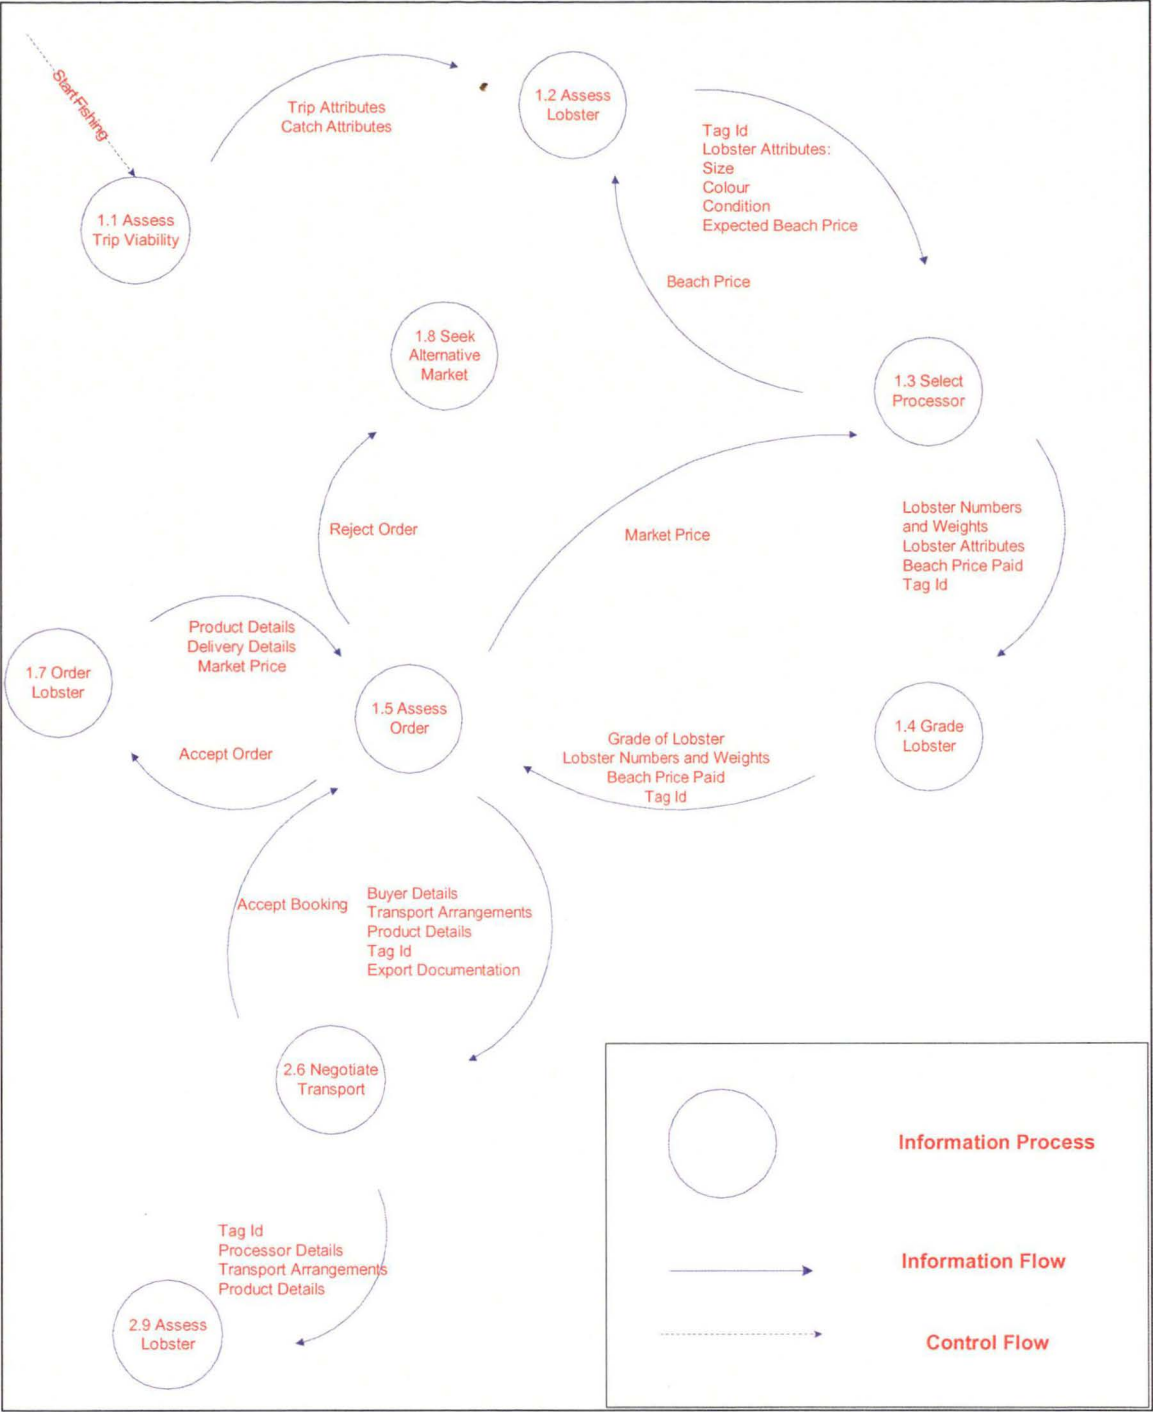 Start Fishing
1.1 Assess
Trip Viability
Trip Attributes
Catch Attributes
1.2 Assess
Lobster
Tag Id
Lobster Attributes:
Size
Colour
Condition
Expected Beach Price
Beach Price
1.8 Seek
Alternative
Market
1.3 Select
Processor
Reject Order
Market Price
Lobster Numbers
and Weights
Lobster Attributes
Beach Price Paid
Tag Id
Product Details
Delivery Details
Market Price
1.7 Order
Lobster
1.5 Assess
Order
1.4 Grade
Lobster
Accept Order
Grade of Lobster
Lobster Numbers and Weights
Beach Price Paid
Tag Id
Accept Booking
Buyer Details
Transport Arrangements
Product Details
Tag Id
Export Documentation
2.6 Negotiate
Transport
Tag Id
Processor Details
Transport Arrangements
Product Details
2.9 Assess
Lobster
Information Process
Information Flow
Control Flow